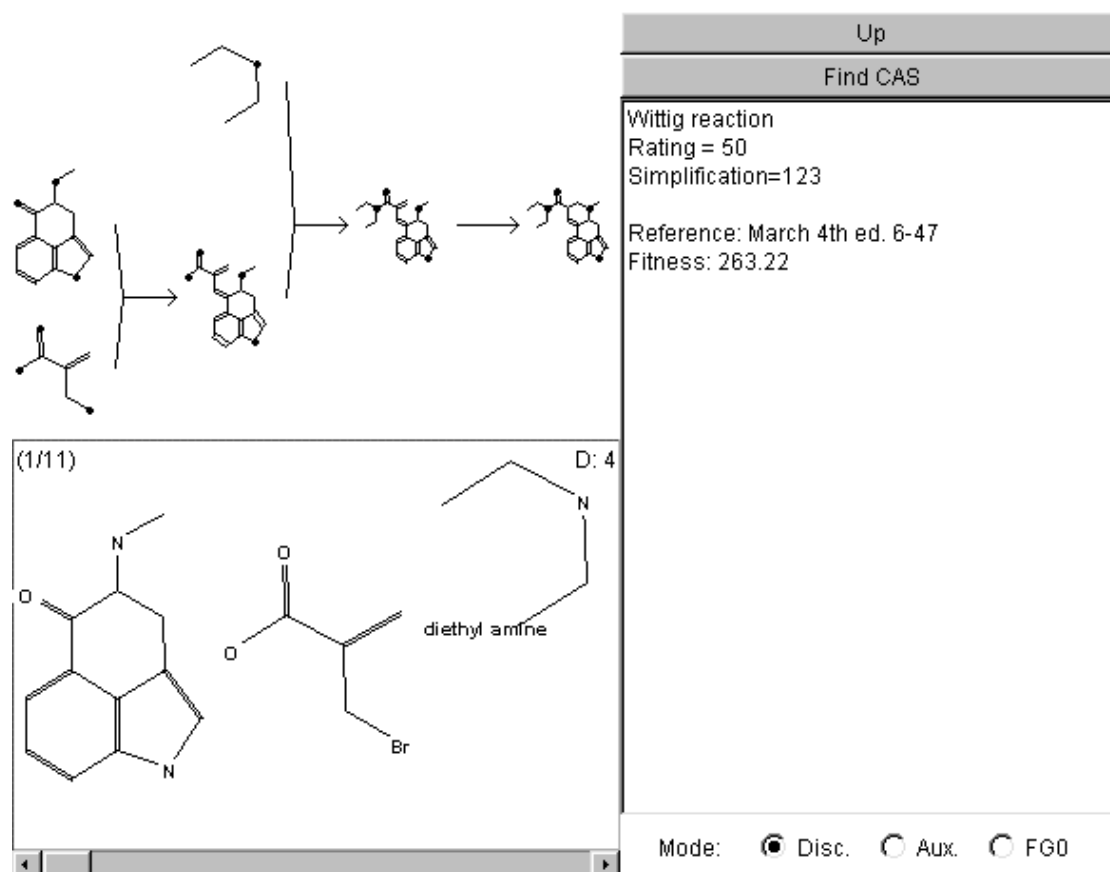 Up
Find CAS
Wittig reaction
Rating = 50
Simplification=123
Reference: March 4th ed. 6-47
Fitness: 263.22
(1/11)
D: 4
N
N
O
O
diethyl amine
O
Br
N
Mode:
Disc.
Aux.
FG0